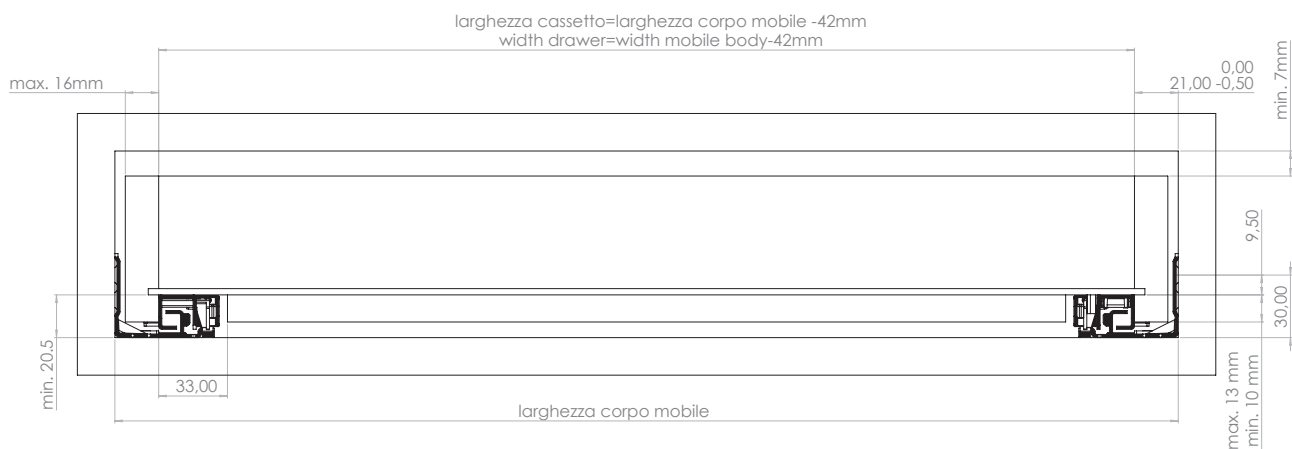 larghezza cassetto=larghezza corpo mobile -42mm
width drawer=width mobile body-42mm
max. 16mm
0,00
21,00 -0,50
min. 7mm
9,50
30,00
min. 20.5
33,00
max. 13 mm
min. 10 mm
larghezza corpo mobile